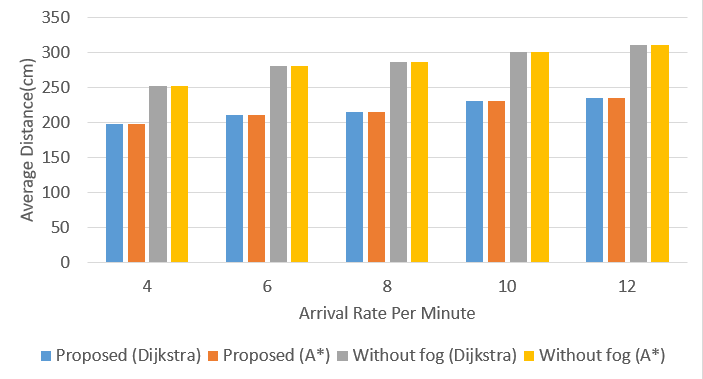 350
300
250
200
150
100
50
0
Average Distance(cm)
4 6 8 10 12
Arrival Rate Per Minute
Proposed (Dijkstra) Proposed (A*) Without fog (Dijkstra) Without fog (A*)